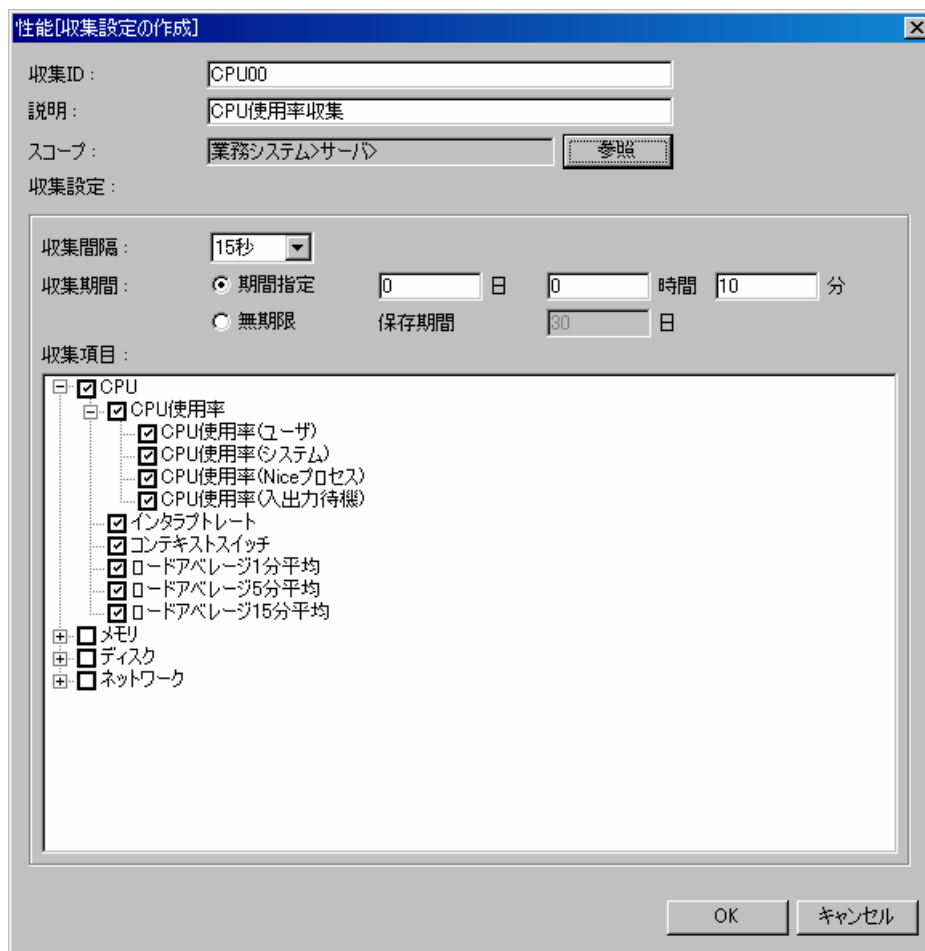 性能[収集設定の作成]
収集ID： CPU00
説明： CPU使用率収集
スコープ： 業務システム>サーバ> 参照
収集設定：
収集間隔： 15秒
収集期間： 期間指定 0 日 0 時間 10 分
無期限 保存期間 30 日
収集項目：
CPU
CPU使用率
CPU使用率(ユーザ)
CPU使用率(システム)
CPU使用率(Niceプロセス)
CPU使用率(入出力待機)
インタラプトレート
コンテキストスイッチ
ロードアベレージ1分平均
ロードアベレージ5分平均
ロードアベレージ15分平均
メモリ
ディスク
ネットワーク
OK キャンセル